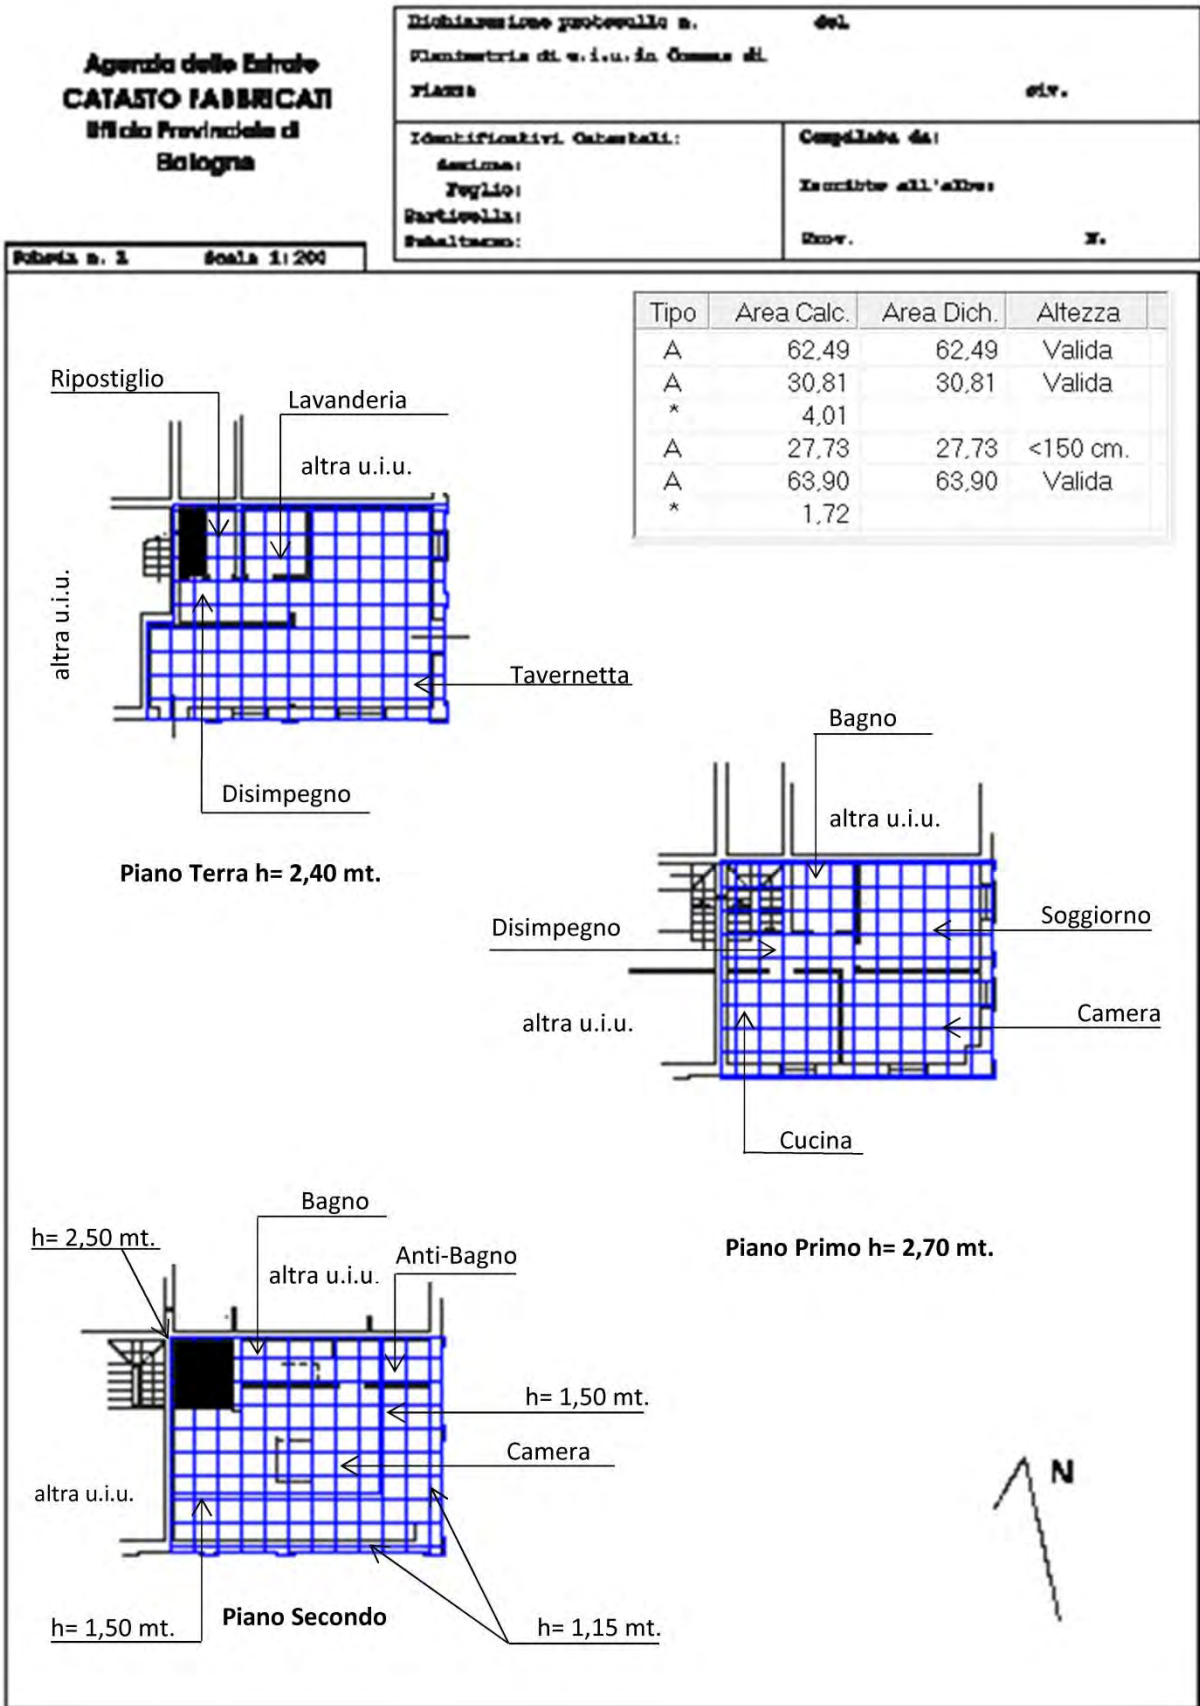 Agenzia delle Entrate
CATASTO FABBRICATI
Ufficio Provinciale di
Bologna
Dichiarazione protocollo n. del
Planimetria di u.i.u. in Comune di
Piazza civ.
Identificativi Catastali:
Sezione:
Foglio:
Particella:
Subalterno:
Compilata da:
Iscritto all'albo:
Prov. N.
Scheda n. 1 Scala 1:200
Tipo Area Calc. Area Dich. Altezza
A 62,49 62,49 Valida
A 30,81 30,81 Valida
* 4,01
A 27,73 27,73 <150 cm.
A 63,90 63,90 Valida
* 1,72
Ripostiglio
Lavanderia
altra u.i.u.
altra u.i.u.
Tavernetta
Disimpegno
Piano Terra h= 2,40 mt.
Bagno
altra u.i.u.
Disimpegno
Soggiorno
altra u.i.u.
Camera
Cucina
Piano Primo h= 2,70 mt.
Bagno
h= 2,50 mt.
Anti-Bagno
altra u.i.u.
h= 1,50 mt.
Camera
altra u.i.u.
N
h= 1,50 mt.
Piano Secondo
h= 1,15 mt.